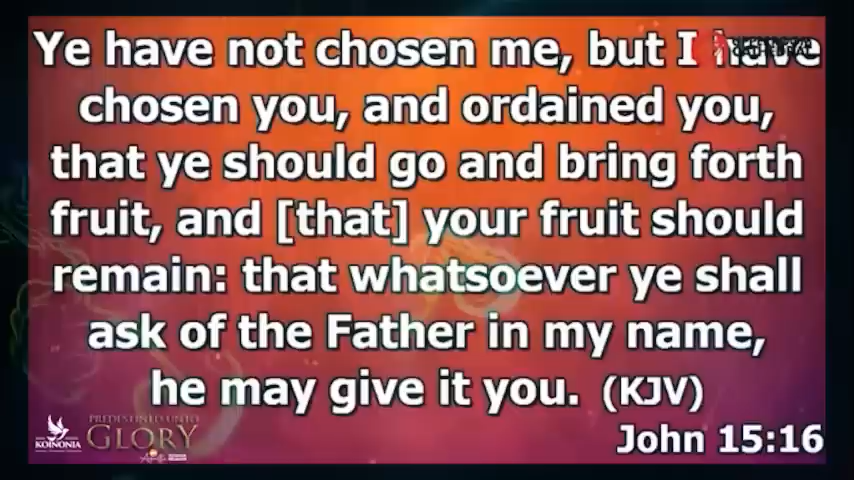 Ye have not chosen me, but I have
chosen you, and ordained you,
that ye should go and bring forth
fruit, and [that] your fruit should
remain: that whatsoever ye shall
ask of the Father in my name,
he may give it you. (KJV)
John 15:16
KOINONIA
PREDESTINED UNTO
GLORY